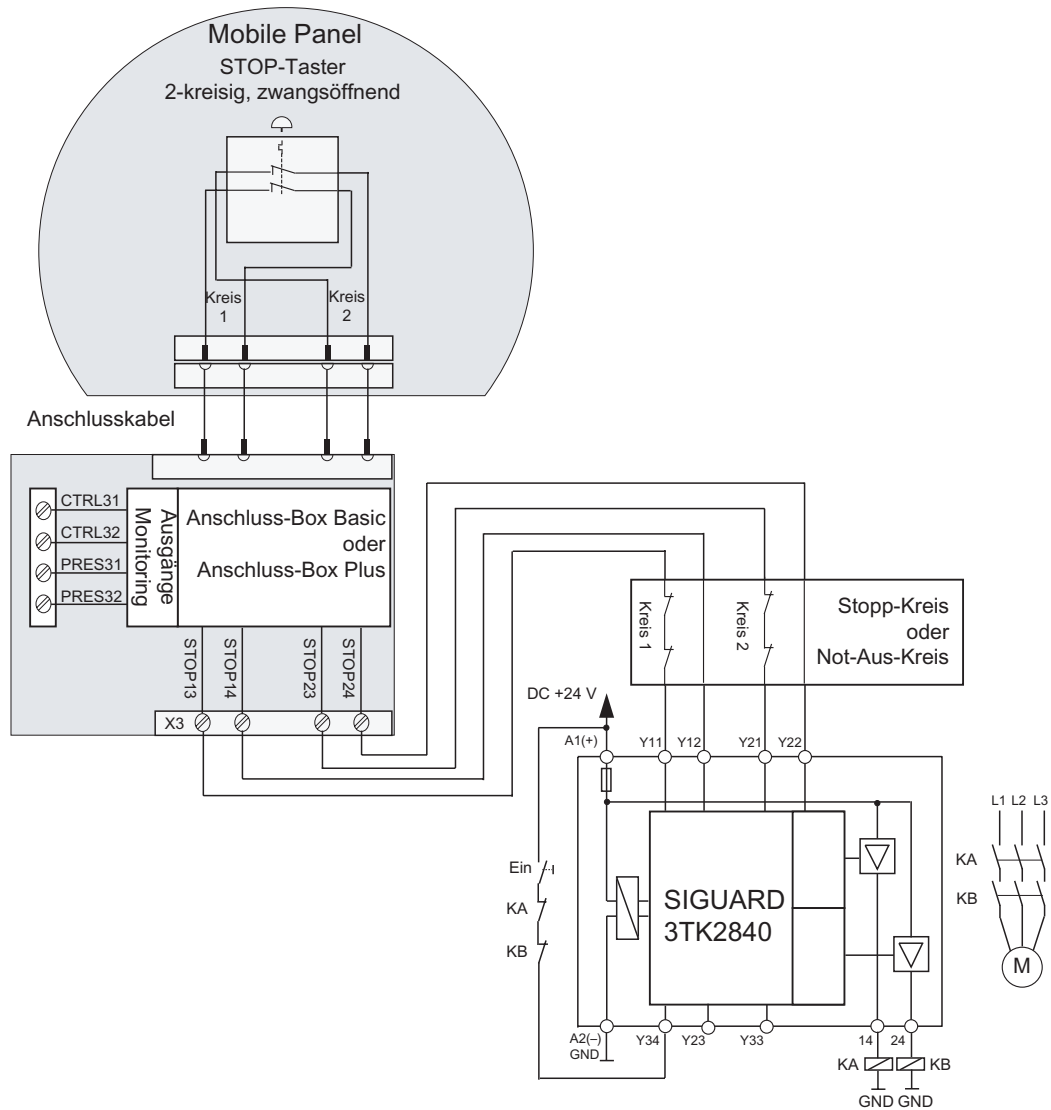 Mobile Panel
STOP-Taster
2-kreisig, zwangsöffnend
Kreis
1
Kreis
2
Anschlusskabel
CTRL31
CTRL32
PRES31
PRES32
Ausgänge
Monitoring
Anschluss-Box Basic
oder
Anschluss-Box Plus
STOP13
STOP14
STOP23
STOP24
X3
Kreis 1
Kreis 2
Stopp-Kreis
oder
Not-Aus-Kreis
DC +24 V
A1(+)
Y11
Y12
Y21
Y22
L1 L2 L3
KA
KB
M
Ein
KA
KB
SIGUARD
3TK2840
A2(–)
GND
Y34
Y23
Y33
14
24
KA
KB
GND GND